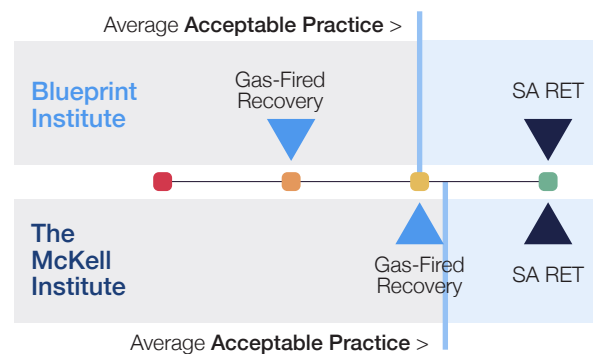 Average Acceptable Practice >
Blueprint
Institute
Gas-Fired
Recovery
SA RET
The
McKell
Institute
Gas-Fired
Recovery
SA RET
Average Acceptable Practice >